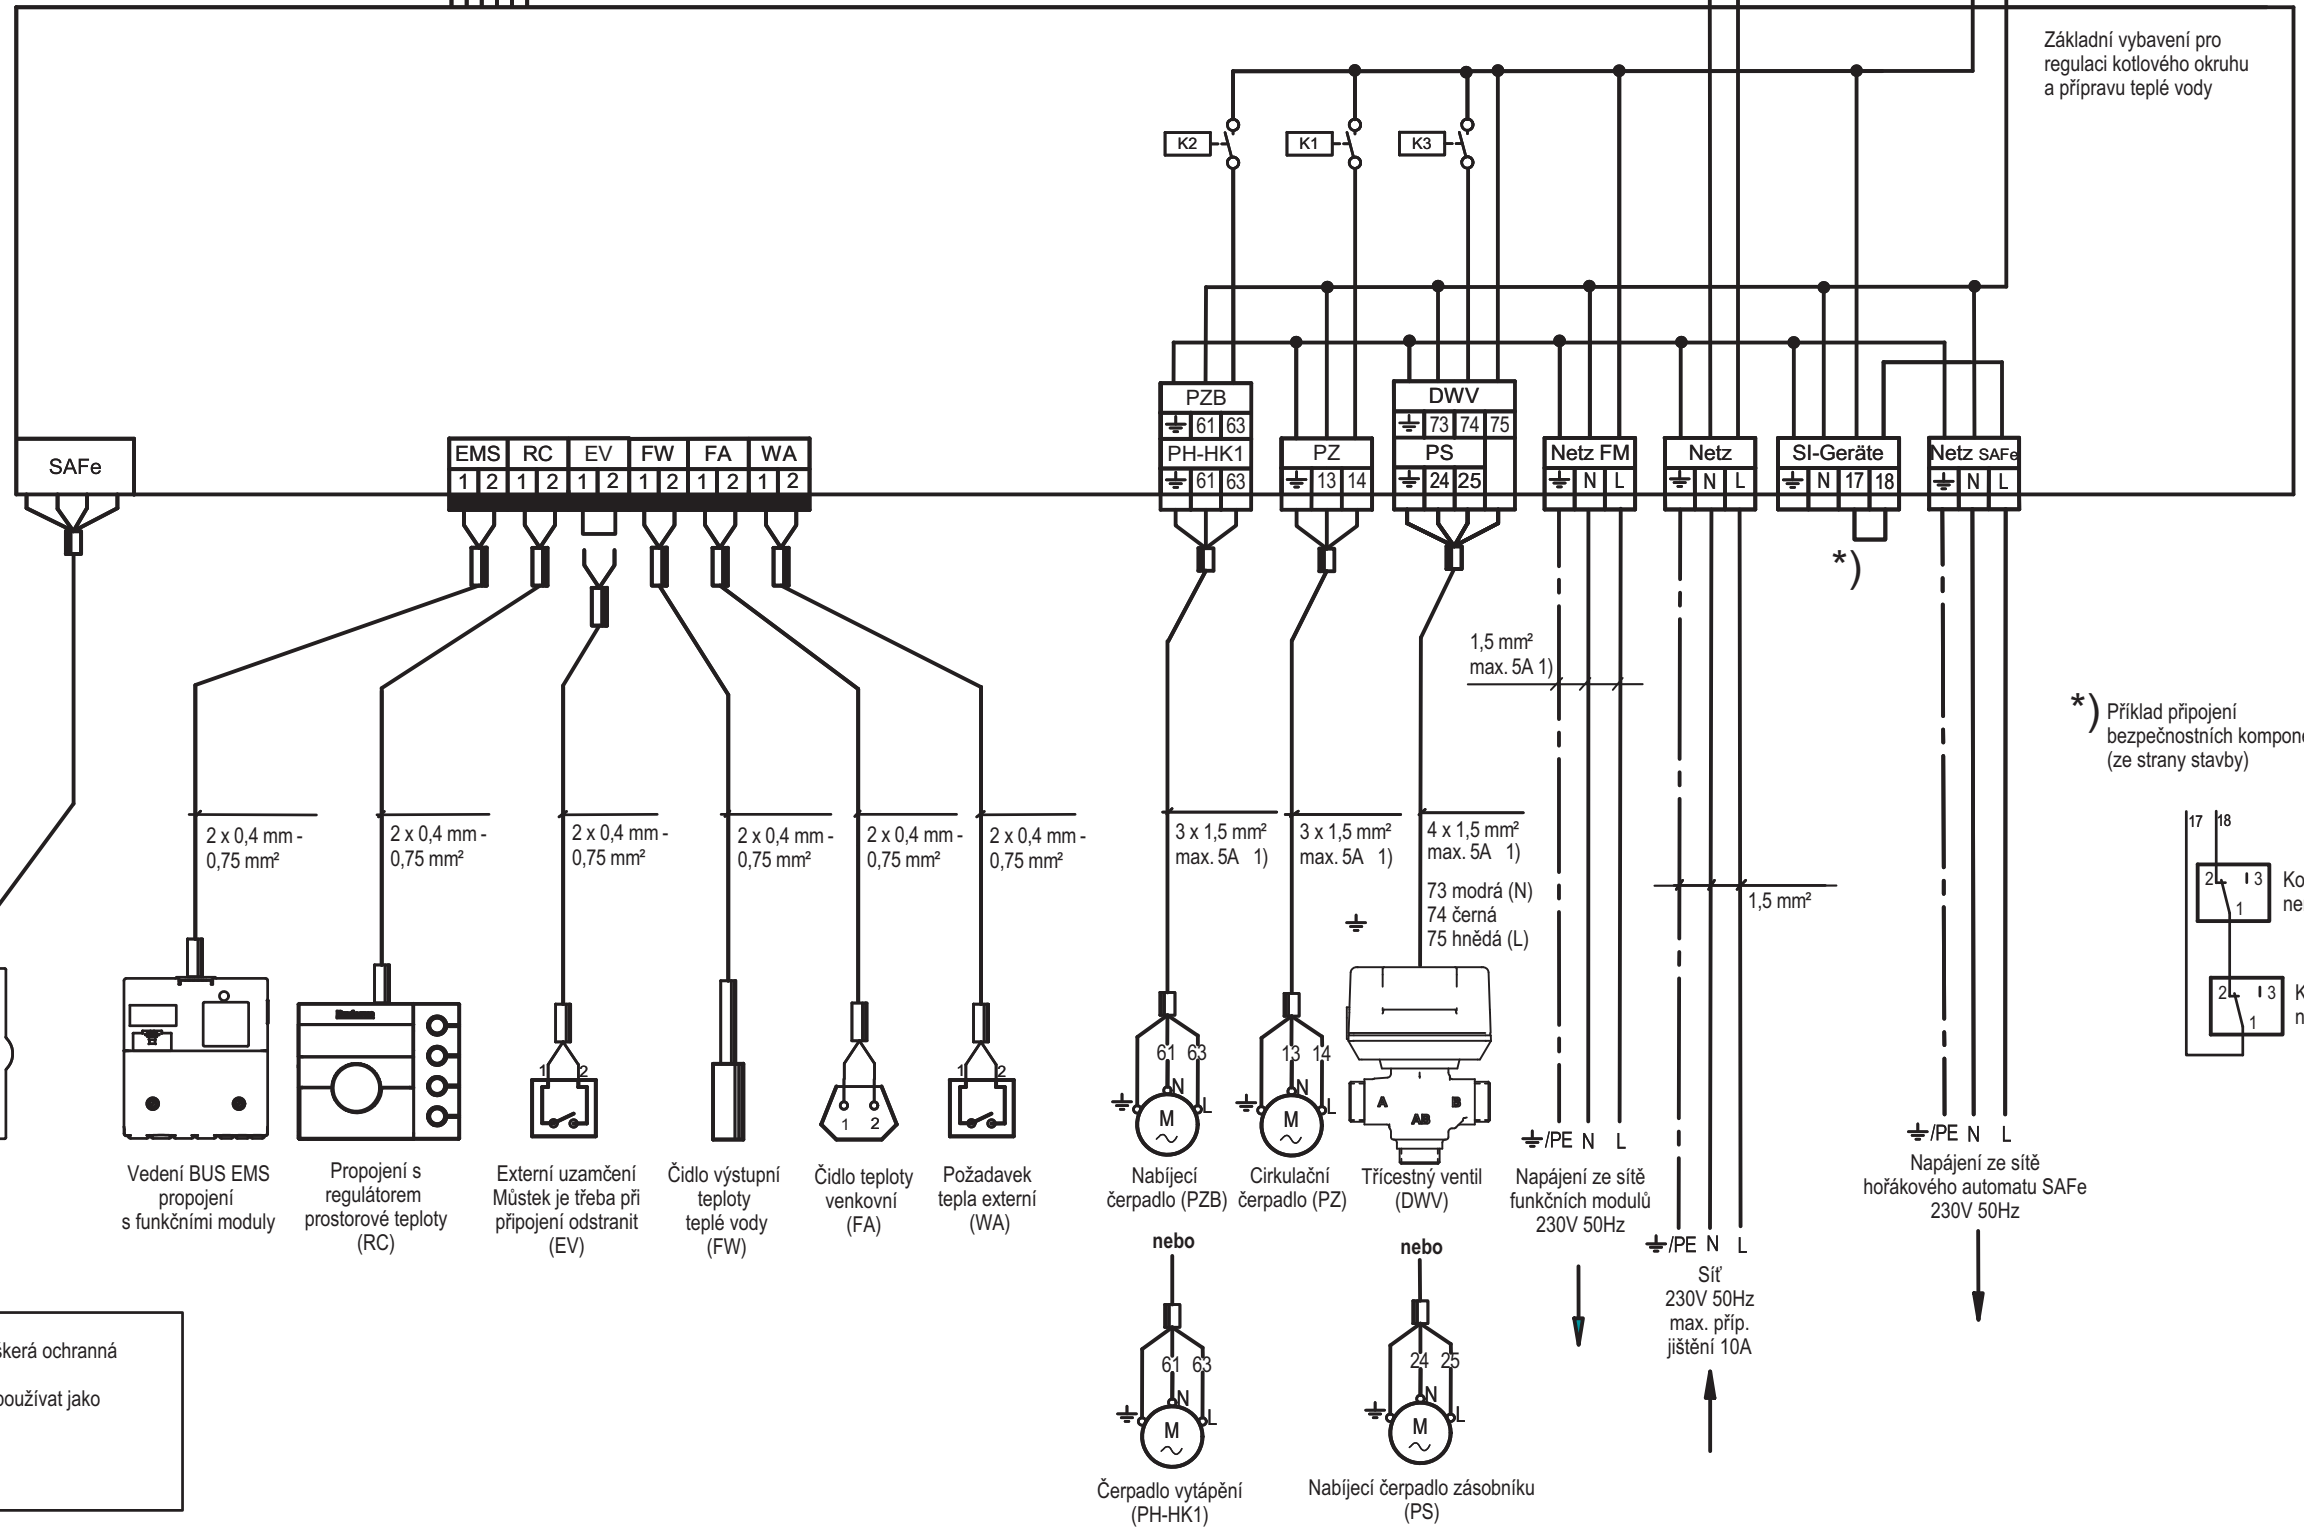 Základní vybavení pro
regulaci kotlového okruhu
a přípravu teplé vody
K2
K1
K3
PZB
61 63
PH-HK1
61 63
PZ
13 14
DWV
73 74 75
PS
24 25
Netz FM
N L
Netz
N L
SI-Geräte
N 17 18
Netz SAFe
N L
SAFe
EMS RC EV FW FA WA
1 2 1 2 1 2 1 2 1 2 1 2
*)
1,5 mm²
max. 5A 1)
*) Příklad připojení
bezpečnostních
(ze strany stavby)
17 18
2 3
1
2 3
1
2 x 0,4 mm -
0,75 mm²
2 x 0,4 mm -
0,75 mm²
2 x 0,4 mm -
0,75 mm²
2 x 0,4 mm -
0,75 mm²
2 x 0,4 mm -
0,75 mm²
2 x 0,4 mm -
0,75 mm²
3 x 1,5 mm²
max. 5A 1)
3 x 1,5 mm²
max. 5A 1)
4 x 1,5 mm²
max. 5A 1)
73 modrá (N)
74 černá
75 hnědá (L)
1,5 mm²
Buderus
1 2
1 2
1 2
61 63
N
L
M
13 14
N
L
M
A B
AB
/PE N L
/PE N L
/PE N L
Vedení BUS EMS
propojení
s funkčními moduly
Propojení s
regulátorem
prostorové teploty
(RC)
Externí uzamčení
Můstek je třeba při
připojení odstranit
(EV)
Čidlo výstupní
teploty
teplé vody
(FW)
Čidlo teploty
venkovní
(FA)
Požadavek
tepla externí
(WA)
Nabíjecí
čerpadlo (PZB)
Cirkulační
čerpadlo (PZ)
Třícestný ventil
(DWV)
Napájení ze sítě
funkčních modulů
230V 50Hz
Napájení ze sítě
hořákového automatu SAFe
230V 50Hz
Síť
230V 50Hz
max. příp.
jištění 10A
nebo
61 63
N
L
M
Čerpadlo vytápění
(PH-HK1)
nebo
24 25
N
L
M
Nabíjecí čerpadlo zásobníku
(PS)
ochranná
používat jako